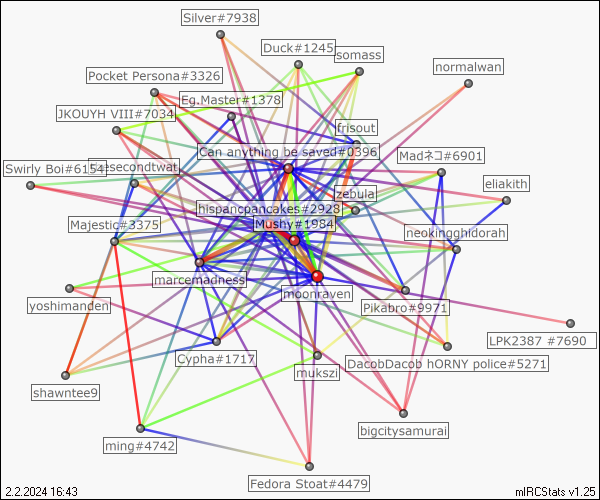 Silver#7938
Duck#1245
somass
normalwan
Pocket Persona#3326
Eg.Master#1378
JKOUYH VIII#7034
frisout
Can anything be saved#0396
Madネコ#6901
Swirly Boi#6154
esecondtwat
eliakith
zebula
hispancpancakes#2928
Mushy#1984
Majestic#3375
neokingghidorah
marcemadness
moonraven
yoshimanden
Pikabro#9971
LPK2387 #7690
Cypha#1717
mukszi
DacobDacob hORNY police#5271
shawntee9
bigcitysamurai
ming#4742
Fedora Stoat#4479
2.2.2024 16:43
mIRCStats v1.25